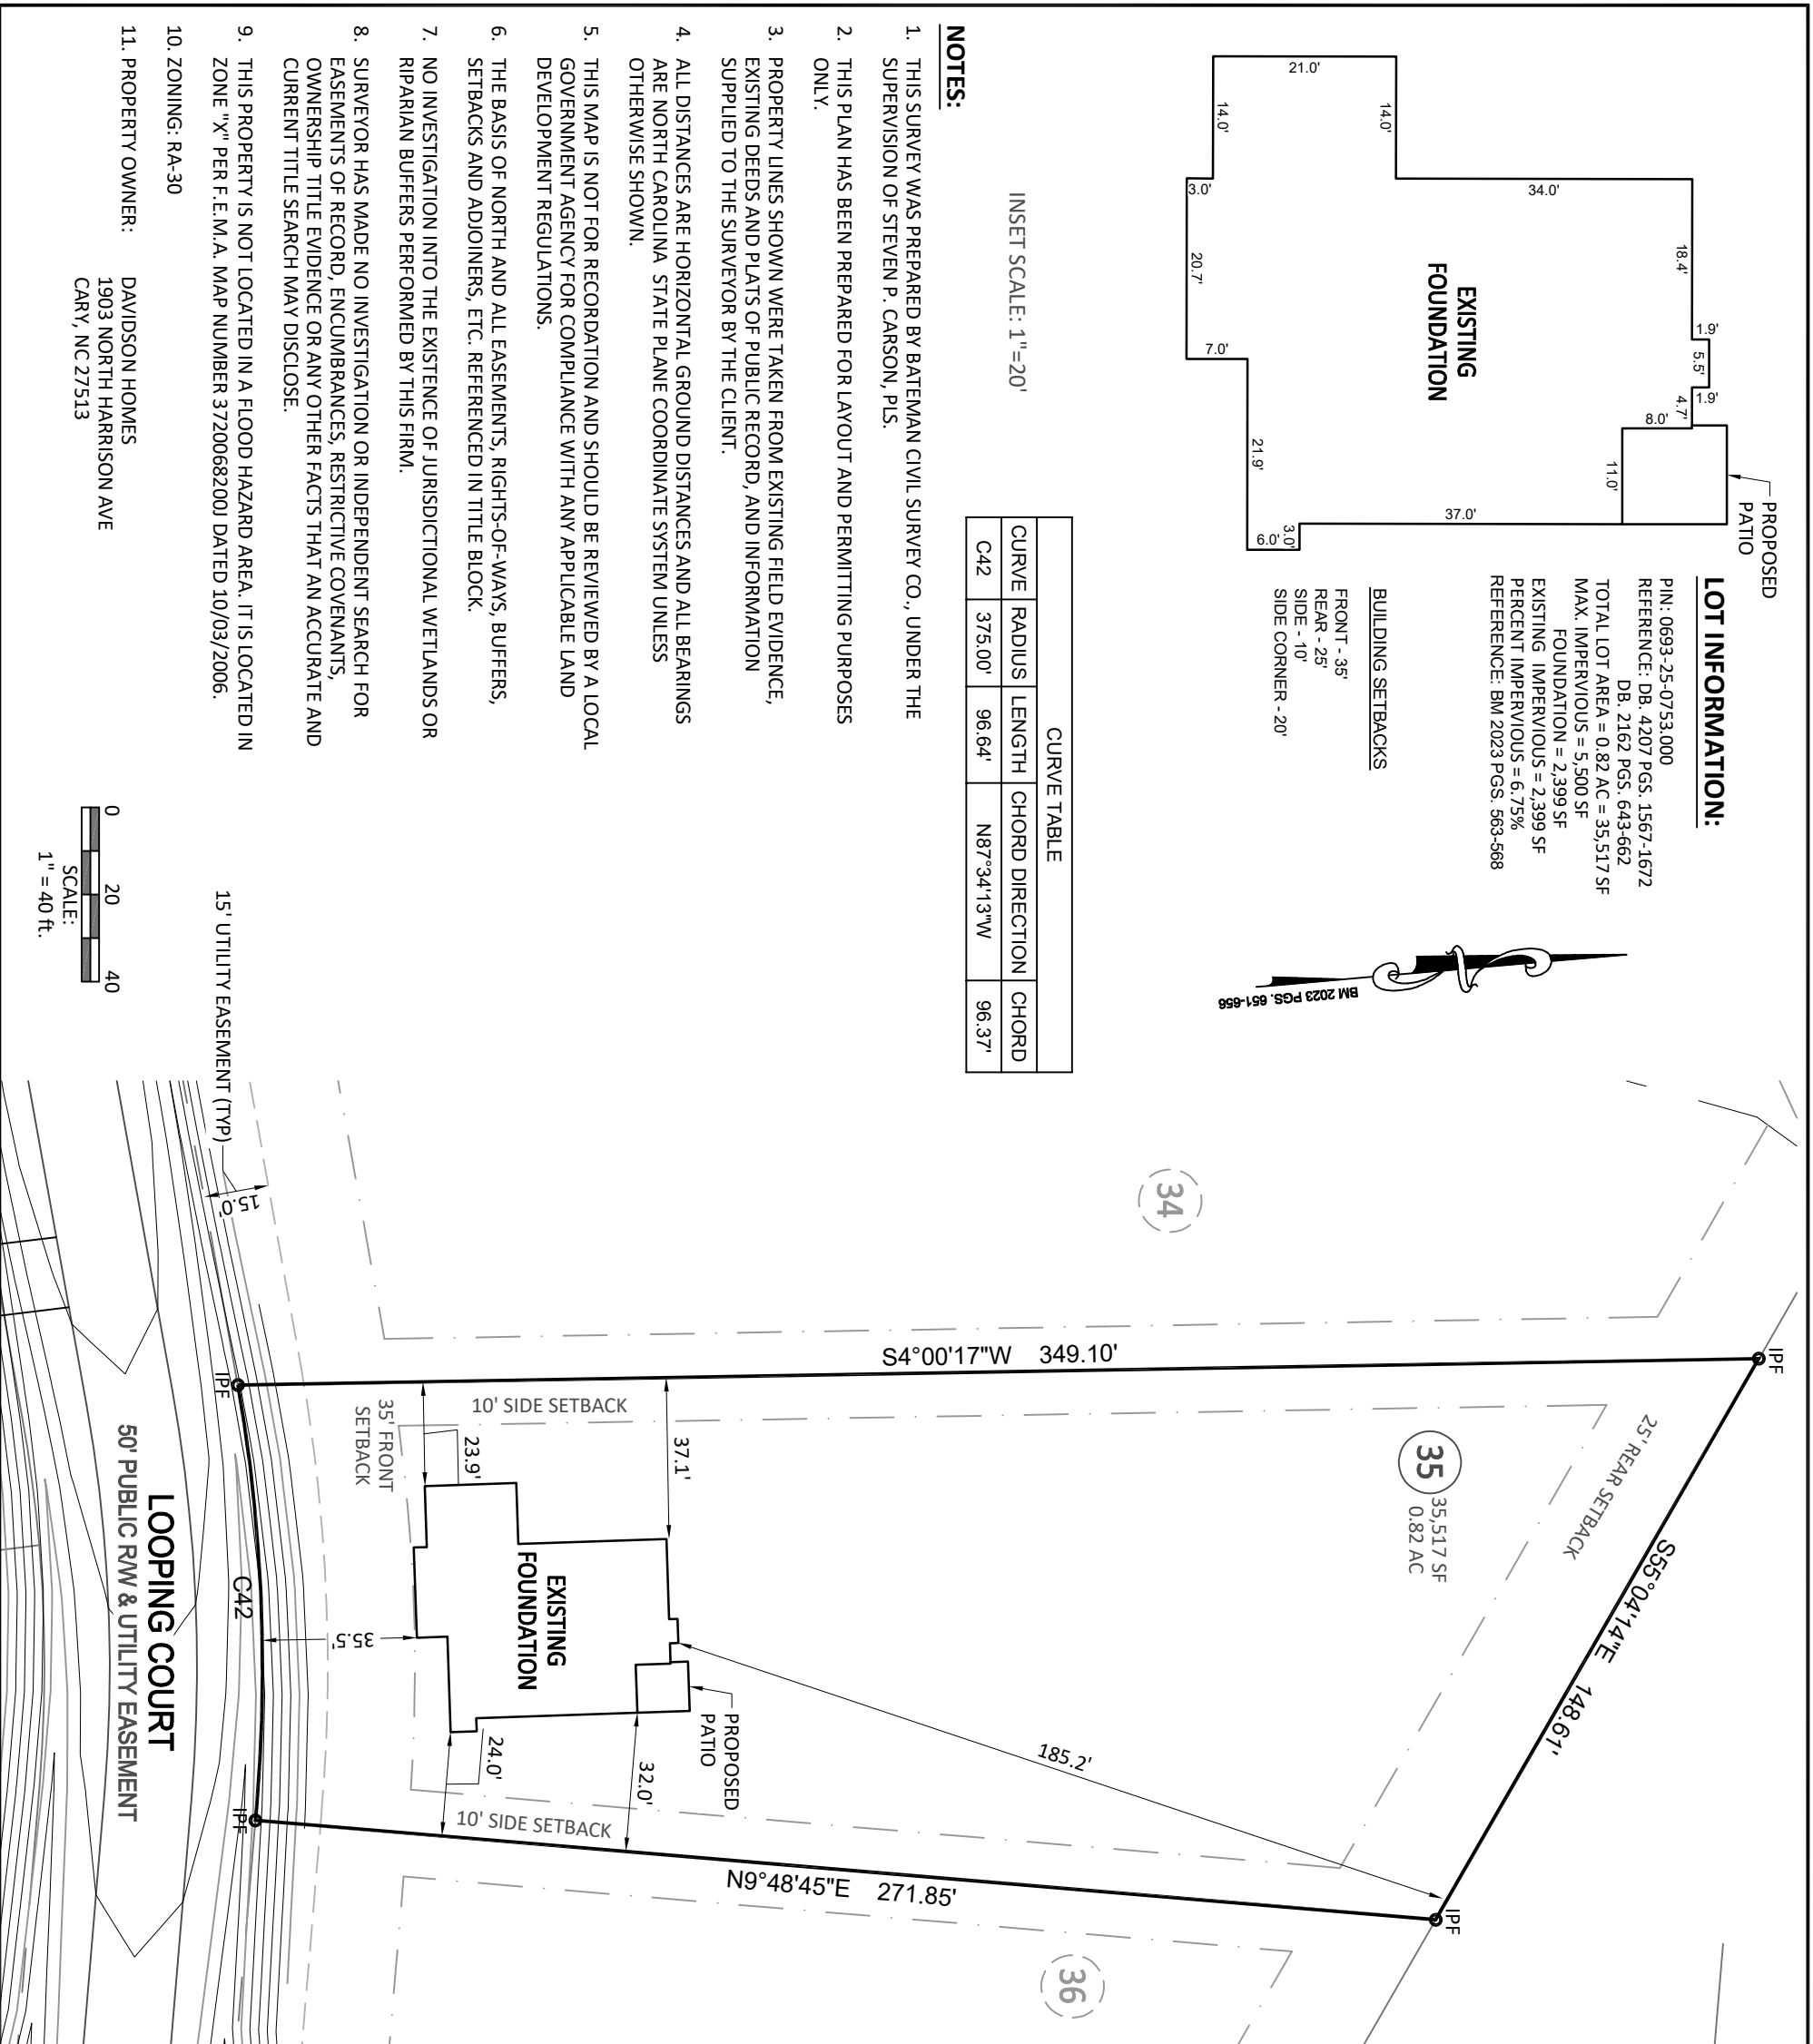 21.0'
14.0'
14.0'
3.0'
34.0'
18.4'
1.9'
5.5'
1.9'
4.7'
8.0'
11.0'
20.7'
7.0'
21.9'
6.0'
3.0'
37.0'
EXISTING
FOUNDATION
PROPOSED
PATIO
INSET SCALE: 1"=20'
LOT INFORMATION:
PIN: 0693-25-0753.000
REFERENCE: DB. 4207 PGS. 1567-1672
DB. 2162 PGS. 643-662
TOTAL LOT AREA = 0.82 AC = 35,517 SF
MAX. IMPERVIOUS = 5,500 SF
FOUNDATION = 2,399 SF
EXISTING IMPERVIOUS = 2,399 SF
PERCENT IMPERVIOUS = 6.75%
REFERENCE: BM 2023 PGS. 563-568
BUILDING SETBACKS
FRONT - 35'
REAR - 25'
SIDE - 10'
SIDE CORNER - 20'
BM 2023 PGS. 651-656
CURVE TABLE
CURVE RADIUS LENGTH CHORD DIRECTION CHORD
C42 375.00' 96.64' N87°34'13"W 96.37'
NOTES:
1. THIS SURVEY WAS PREPARED BY BATEMAN CIVIL SURVEY CO., UNDER THE
SUPERVISION OF STEVEN P. CARSON, PLS.
2. THIS PLAN HAS BEEN PREPARED FOR LAYOUT AND PERMITTING PURPOSES
ONLY.
3. PROPERTY LINES SHOWN WERE TAKEN FROM EXISTING FIELD EVIDENCE,
EXISTING DEEDS AND PLATS OF PUBLIC RECORD, AND INFORMATION
SUPPLIED TO THE SURVEYOR BY THE CLIENT.
4. ALL DISTANCES ARE HORIZONTAL GROUND DISTANCES AND ALL BEARINGS
ARE NORTH CAROLINA STATE PLANE COORDINATE SYSTEM UNLESS
OTHERWISE SHOWN.
5. THIS MAP IS NOT FOR RECORDATION AND SHOULD BE REVIEWED BY A LOCAL
GOVERNMENT AGENCY FOR COMPLIANCE WITH ANY APPLICABLE LAND
DEVELOPMENT REGULATIONS.
6. THE BASIS OF NORTH AND ALL EASEMENTS, RIGHTS-OF-WAYS, BUFFERS,
SETBACKS AND ADJOINERS, ETC. REFERENCED IN TITLE BLOCK.
7. NO INVESTIGATION INTO THE EXISTENCE OF JURISDICTIONAL WETLANDS OR
RIPARIAN BUFFERS PERFORMED BY THIS FIRM.
8. SURVEYOR HAS MADE NO INVESTIGATION OR INDEPENDENT SEARCH FOR
EASEMENTS OF RECORD, ENCUMBRANCES, RESTRICTIVE COVENANTS,
OWNERSHIP TITLE EVIDENCE OR ANY OTHER FACTS THAT AN ACCURATE AND
CURRENT TITLE SEARCH MAY DISCLOSE.
9. THIS PROPERTY IS NOT LOCATED IN A FLOOD HAZARD AREA. IT IS LOCATED IN
ZONE "X" PER F.E.M.A. MAP NUMBER 3720068200J DATED 10/03/2006.
10. ZONING: RA-30
11. PROPERTY OWNER: DAVIDSON HOMES
1903 NORTH HARRISON AVE
CARY, NC 27513
0 20 40
SCALE:
1" = 40 ft.
34
IPF
S4°00'17"W 349.10'
25' REAR SETBACK
S55°04'14"E 148.61'
35
35,517 SF
0.82 AC
10' SIDE SETBACK
37.1'
23.9'
35' FRONT
SETBACK
EXISTING
FOUNDATION
PROPOSED
PATIO
185.2'
32.0'
24.0'
10' SIDE SETBACK
N9°48'45"E 271.85'
IPF
36
35.5'
15' UTILITY EASEMENT (TYP)
15.0'
IPF
C42
IPF
LOOPING COURT
50' PUBLIC R/W & UTILITY EASEMENT